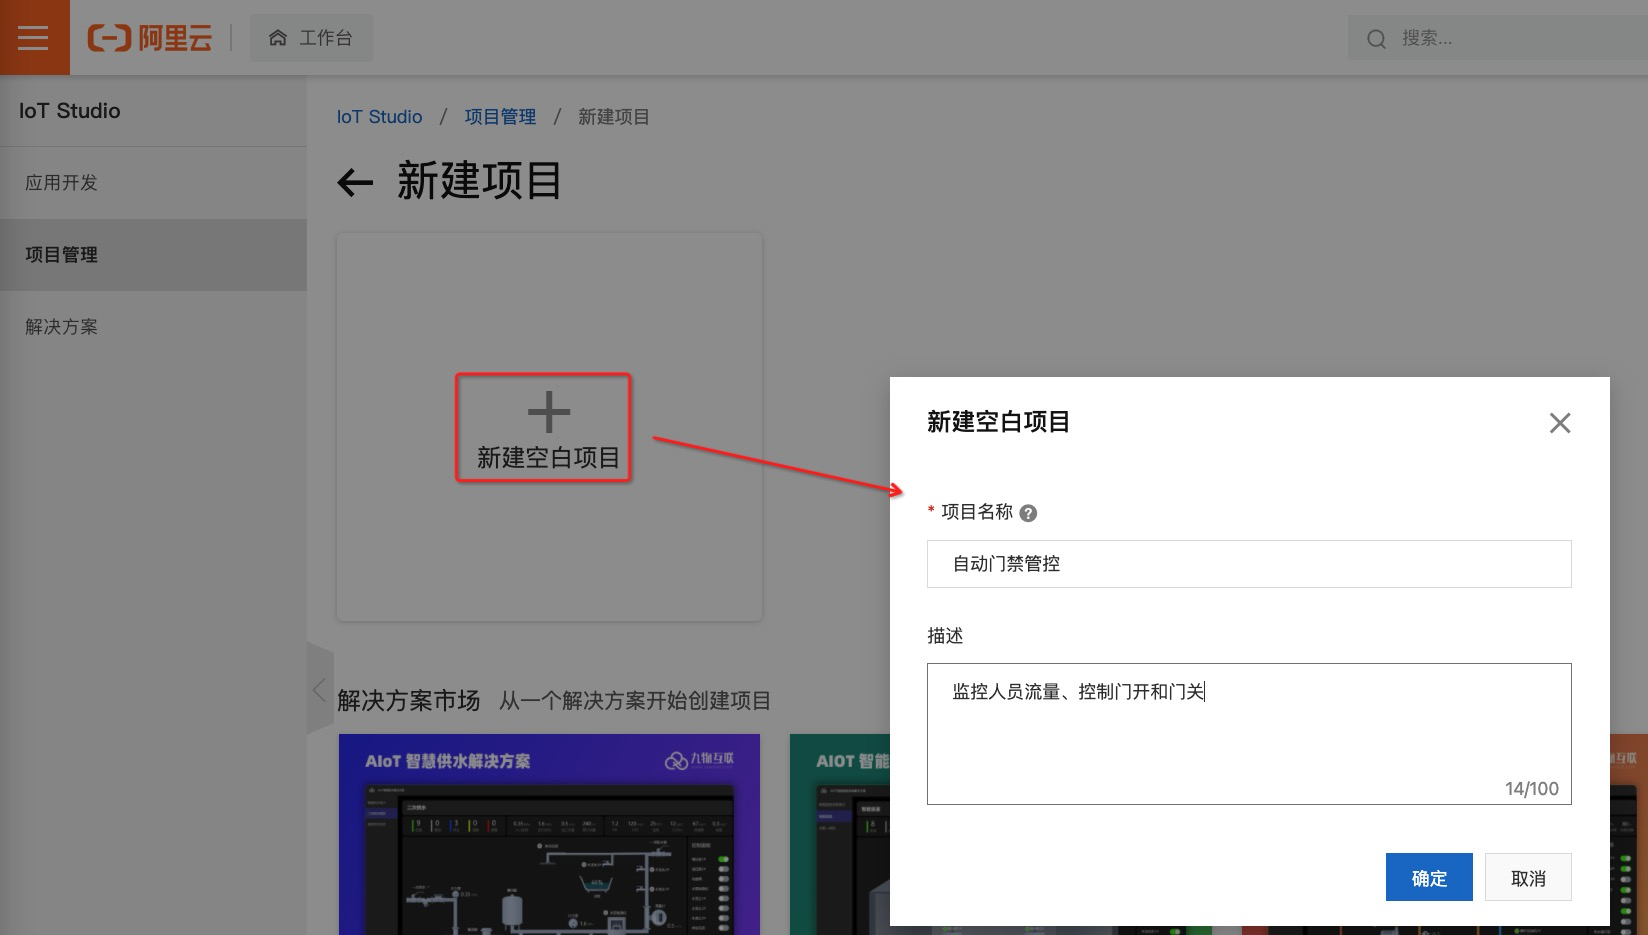 阿里云
工作台
搜索...
IoT Studio
应用开发
项目管理
解决方案
IoT Studio / 项目管理 / 新建项目
新建项目
新建空白项目
新建空白项目
* 项目名称 ?
自动门禁管控
描述
监控人员流量、控制门开和门关
14/100
确定
取消
解决方案市场 从一个解决方案开始创建项目
AIoT 智慧供水解决方案
九物互联
AIOT 智能
互联